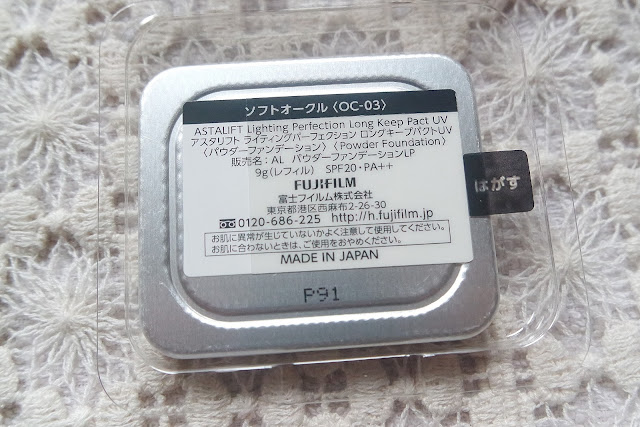 ソフトオークル〈OC-03〉
ASTALIFT Lighting Perfection Long Keep Pact UV
アスタリフト ライティングパーフェクション ロングキープパクトUV
〈パウダーファンデーション〉〈Powder Foundation〉
販売名：AL パウダーファンデーションLP
9g(レフィル) SPF20・PA++
FUJIFILM
富士フイルム株式会社
東京都港区西麻布2-26-30
0120-686-225 http://h.fujifilm.jp
お肌に異常が生じていないかよく注意して使用してください。
お肌に合わないときは、ご使用をおやめください。
MADE IN JAPAN
はがす
P91